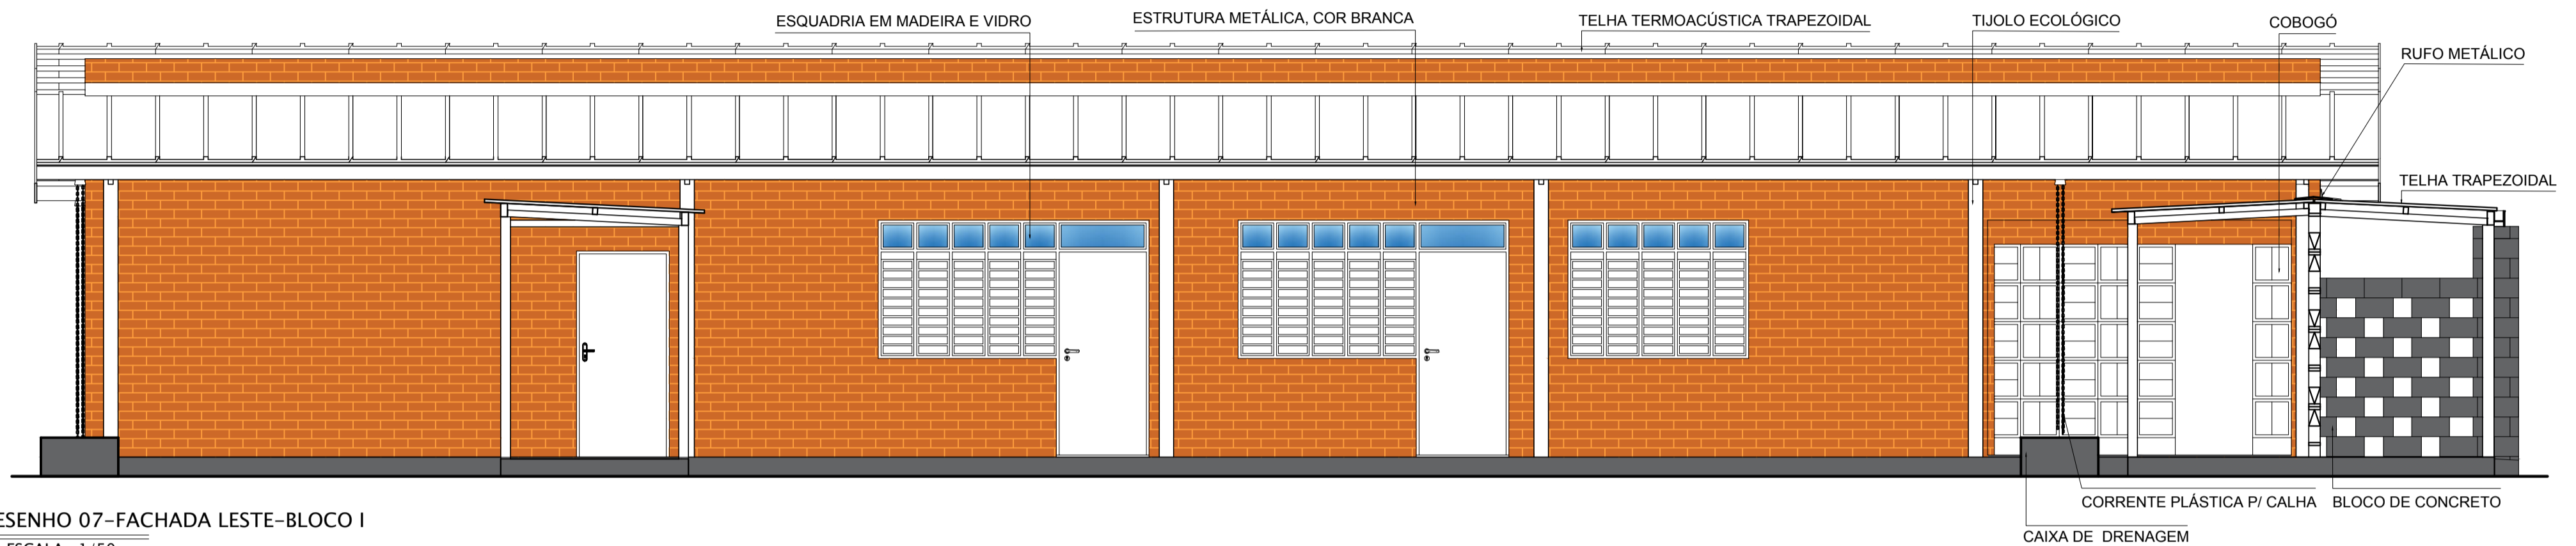 ESQUADRIA EM MADEIRA E VIDRO
ESTRUTURA METÁLICA, COR BRANCA
TELHA TERMOACÚSTICA TRAPEZOIDAL
TIJOLO ECOLÓGICO
COBOGÓ
RUFO METÁLICO
TELHA TRAPEZOIDAL
CORRENTE PLÁSTICA P/ CALHA
BLOCO DE CONCRETO
CAIXA DE DRENAGEM
ESENHO 07-FACHADA LESTE-BLOCO I